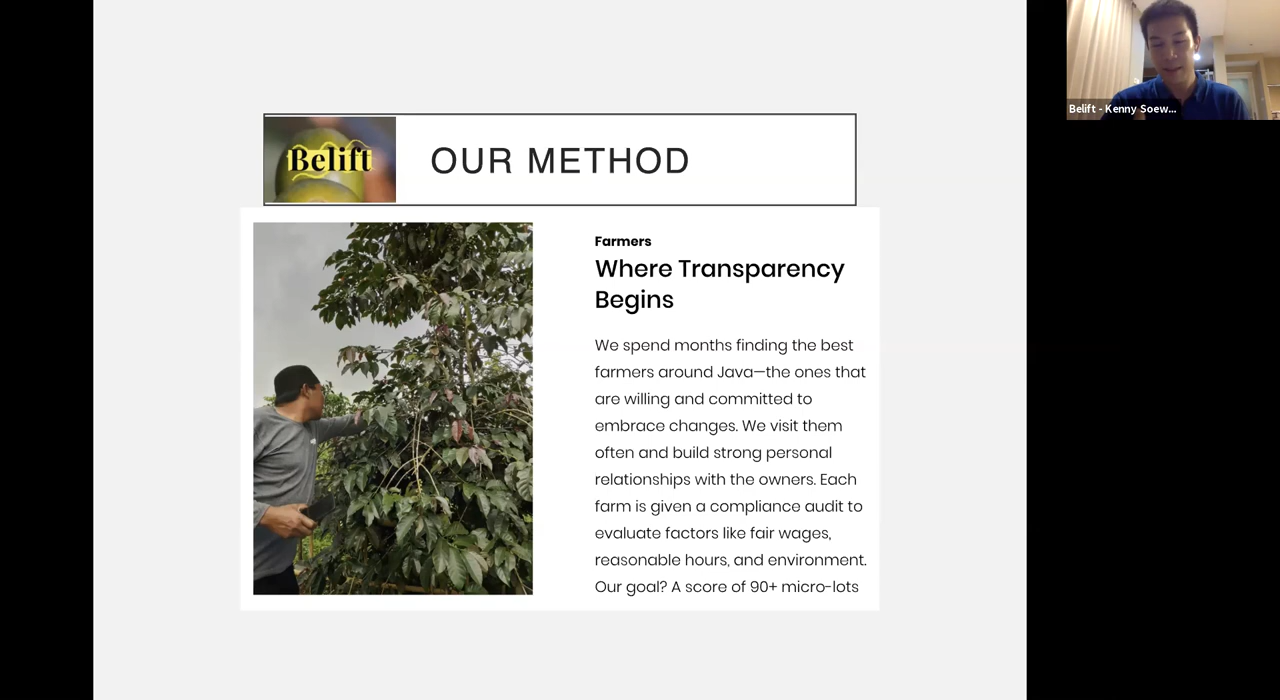 Belift
OUR METHOD
Farmers
Where Transparency
Begins
We spend months finding the best
farmers around Java—the ones that
are willing and committed to
embrace changes. We visit them
often and build strong personal
relationships with the owners. Each
farm is given a compliance audit to
evaluate factors like fair wages,
reasonable hours, and environment.
Our goal? A score of 90+ micro-lots
Belift - Kenny Soew...